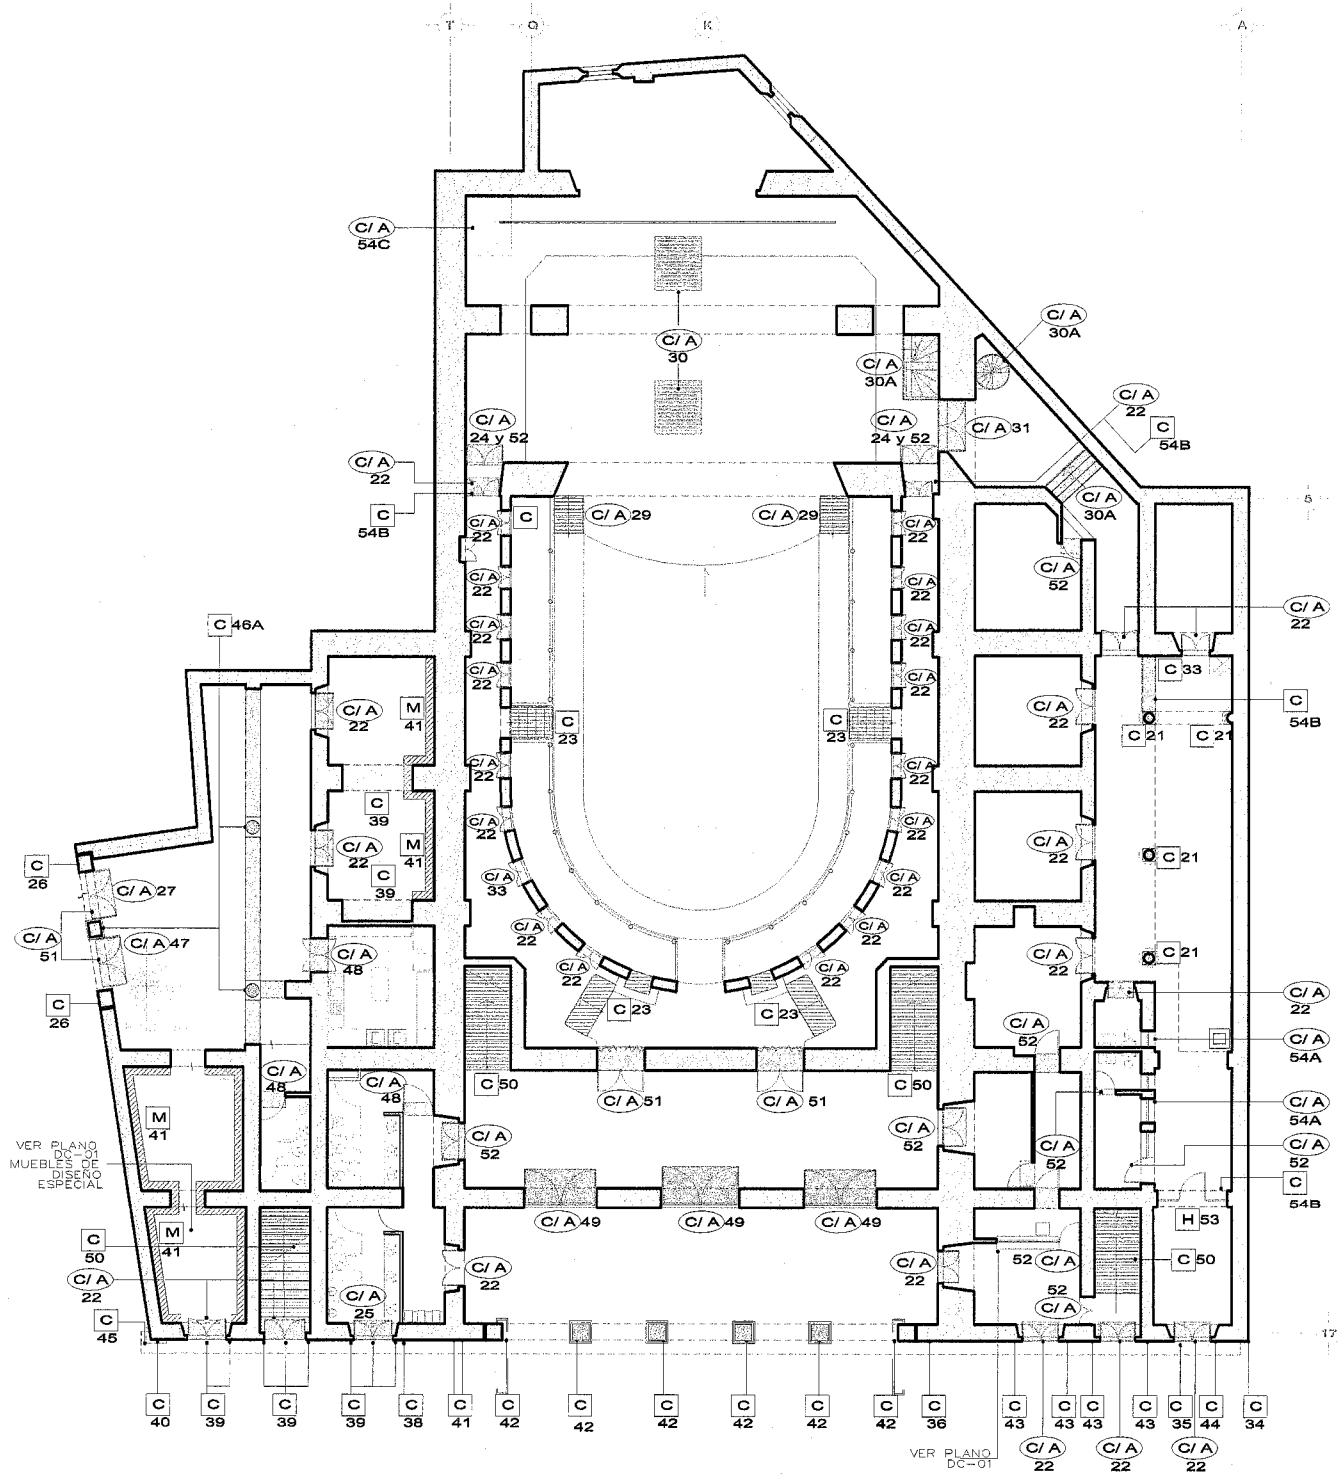 T Q K A
C/A
54C
C/A
30
C/A
30A
C/A
30A
C/A
22
C
54B
C/A
24 y 52
C/A
24 y 52
C/A 31
C/A
22
C
54B
C/A
22
C
C/A 29
C/A 29
C/A
22
C/A
30A
5
C/A
22
C/A
22
C/A
52
C/A
22
C/A
22
C/A
22
C 46A
C/A
22
C/A
22
C 33
C/A
22
M
41
C
23
C
23
C/A
22
C 21
C 21
C
54B
C/A
22
C/A
22
C
39
C/A
22
M
41
C/A
22
C/A
22
C/A
22
C 21
C
26
C/A 27
C
39
C/A
33
C/A
22
C/A
51
C/A 47
C/A
48
C/A
22
C/A
22
C/A
22
C/A
22
C/A
22
C 21
C
26
C 23
C 23
C/A
22
C/A
52
C/A
54A
C/A
48
C/A
48
C 50
C 50
C/A 51
C/A 51
M
41
C/A
52
C/A
52
C/A
52
C/A
54A
C/A
52
VER PLANO
DC-01
MUEBLES DE
DISEÑO
ESPECIAL
C
54B
M
41
C/A 49
C/A 49
C/A 49
H 53
C
50
C/A
22
C/A
22
C/A
22
52 C/A
C 50
C/A
25
52
C/A
C
45
17
C
40
C
39
C
39
C
39
C
38
C
41
C
42
C
42
C
42
C
42
C
42
C
42
C
36
C
43
C
43
C
43
C
43
C
35
C
44
C
34
VER PLANO
DC-01
C/A
22
C/A
22
C/A
22